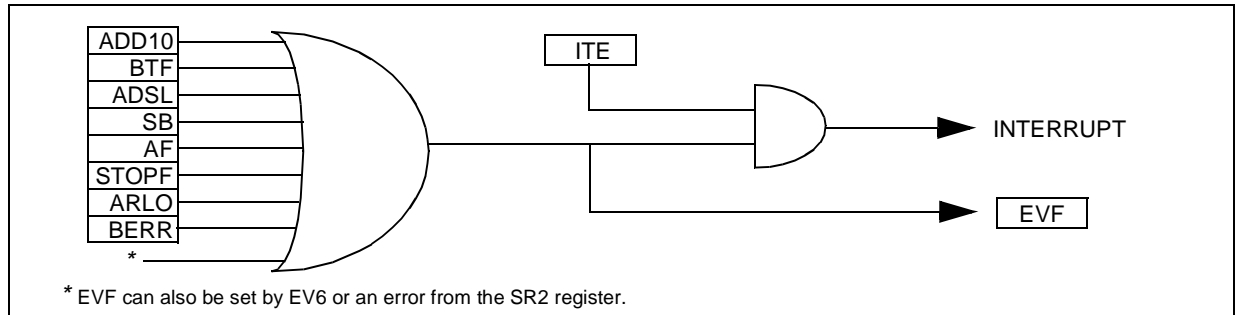 ADD10
BTF
ADSL
SB
AF
STOPF
ARLO
BERR
*
ITE
INTERRUPT
EVF
* EVF can also be set by EV6 or an error from the SR2 register.